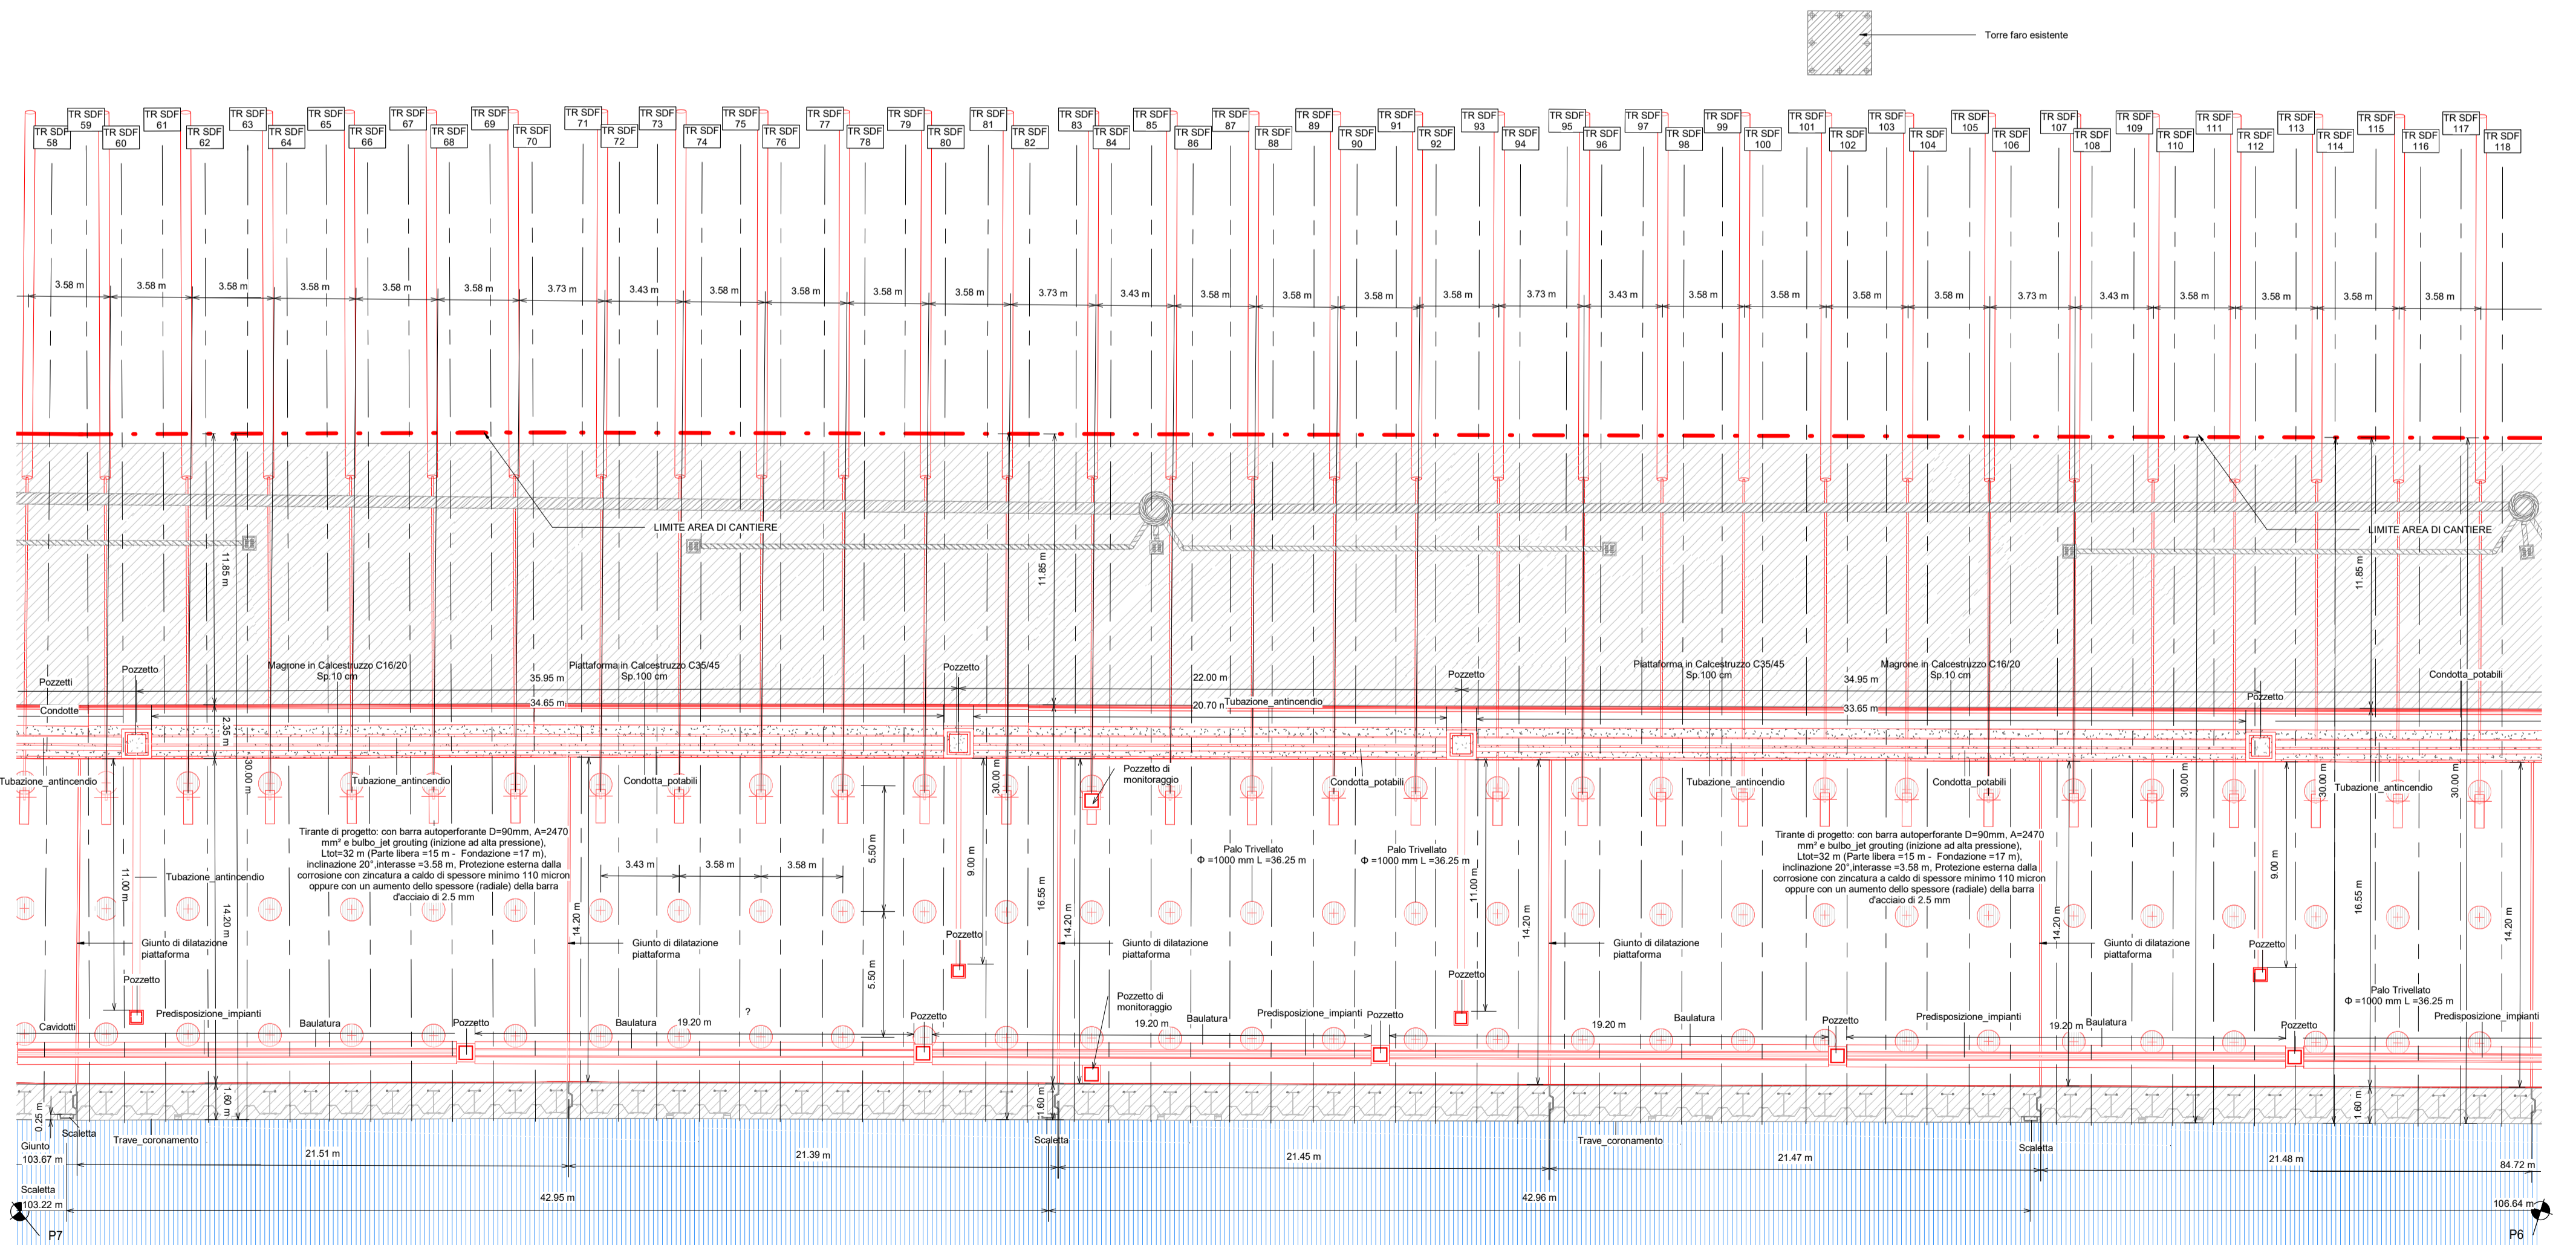 Torre faro esistente
TR SDF
58
TR SDF
59
TR SDF
60
TR SDF
61
TR SDF
62
TR SDF
63
TR SDF
64
TR SDF
65
TR SDF
66
TR SDF
67
TR SDF
68
TR SDF
69
TR SDF
70
TR SDF
71
TR SDF
72
TR SDF
73
TR SDF
74
TR SDF
75
TR SDF
76
TR SDF
77
TR SDF
78
TR SDF
79
TR SDF
80
TR SDF
81
TR SDF
82
TR SDF
83
TR SDF
84
TR SDF
85
TR SDF
86
TR SDF
87
TR SDF
88
TR SDF
89
TR SDF
90
TR SDF
91
TR SDF
92
TR SDF
93
TR SDF
94
TR SDF
95
TR SDF
96
TR SDF
97
TR SDF
98
TR SDF
99
TR SDF
100
TR SDF
101
TR SDF
102
TR SDF
103
TR SDF
104
TR SDF
105
TR SDF
106
TR SDF
107
TR SDF
108
TR SDF
109
TR SDF
110
TR SDF
111
TR SDF
112
TR SDF
113
TR SDF
114
TR SDF
115
TR SDF
116
TR SDF
117
TR SDF
118
3.58 m
3.58 m
3.58 m
3.58 m
3.58 m
3.58 m
3.73 m
3.43 m
3.58 m
3.58 m
3.58 m
3.58 m
3.73 m
3.43 m
3.58 m
3.58 m
3.58 m
3.58 m
3.73 m
3.43 m
3.58 m
3.58 m
3.58 m
3.58 m
3.73 m
3.43 m
3.58 m
3.58 m
3.58 m
3.58 m
LIMITE AREA DI CANTIERE
LIMITE AREA DI CANTIERE
11.85 m
11.85 m
11.85 m
Pozzetti
Pozzetto
Magrone in Calcestruzzo C16/20
Sp.10 cm
35.95 m
Piattaforma in Calcestruzzo C35/45
Sp.100 cm
Pozzetto
22.00 m
Pozzetto
Piattaforma in Calcestruzzo C35/45
Sp.100 cm
34.95 m
Magrone in Calcestruzzo C16/20
Sp.10 cm
Pozzetto
Condotta_potabili
Condotte
34.65 m
20.70 m
Tubazione_antincendio
33.65 m
2.35 m
30.00 m
30.00 m
30.00 m
30.00 m
30.00 m
Tubazione_antincendio
Tubazione_antincendio
Condotta_potabili
Pozzetto di
monitoraggio
Condotta_potabili
Tubazione_antincendio
Condotta_potabili
Tubazione_antincendio
Tirante di progetto: con barra autoperforante D=90mm, A=2470
mm² e bulbo_jet grouting (inizione ad alta pressione),
Ltot=32 m (Parte libera =15 m - Fondazione =17 m),
inclinazione 20°,interasse =3.58 m, Protezione esterna dalla
corrosione con zincatura a caldo di spessore minimo 110 micron
oppure con un aumento dello spessore (radiale) della barra
d'acciaio di 2.5 mm
3.43 m
3.58 m
3.58 m
5.50 m
5.50 m
9.00 m
Palo Trivellato
Φ =1000 mm L =36.25 m
Palo Trivellato
Φ =1000 mm L =36.25 m
Tirante di progetto: con barra autoperforante D=90mm, A=2470
mm² e bulbo_jet grouting (inizione ad alta pressione),
Ltot=32 m (Parte libera =15 m - Fondazione =17 m),
inclinazione 20°,interasse =3.58 m, Protezione esterna dalla
corrosione con zincatura a caldo di spessore minimo 110 micron
oppure con un aumento dello spessore (radiale) della barra
d'acciaio di 2.5 mm
9.00 m
11.00 m
Tubazione_antincendio
14.20 m
14.20 m
16.55 m
14.20 m
11.00 m
14.20 m
14.20 m
16.55 m
14.20 m
Giunto di dilatazione
piattaforma
Giunto di dilatazione
piattaforma
Giunto di dilatazione
piattaforma
Giunto di dilatazione
piattaforma
Giunto di dilatazione
piattaforma
Pozzetto
Pozzetto
Pozzetto
Pozzetto
Pozzetto di
monitoraggio
Palo Trivellato
Φ =1000 mm L =36.25 m
Cavidotti
Predisposizione_impianti
Baulatura
Pozzetto
Baulatura
19.20 m
?
Pozzetto
19.20 m
Baulatura
Predisposizione_impianti
Pozzetto
19.20 m
Baulatura
Pozzetto
Predisposizione_impianti
19.20 m
Baulatura
Pozzetto
Predisposizione_impianti
0.25 m
1.60 m
1.60 m
1.60 m
Scaletta
Trave_coronamento
Scaletta
Trave_coronamento
Scaletta
Giunto
103.67 m
21.51 m
21.39 m
21.45 m
21.47 m
21.48 m
84.72 m
Scaletta
103.22 m
42.95 m
42.96 m
106.64 m
P7
P6